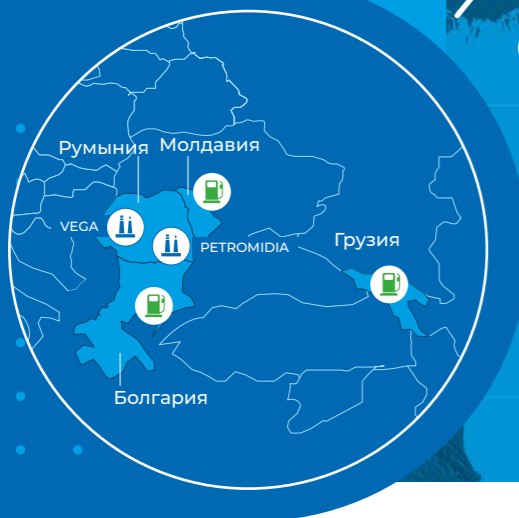 Румыния
Молдавия
VEGA
PETROMIDIA
Грузия
Болгария